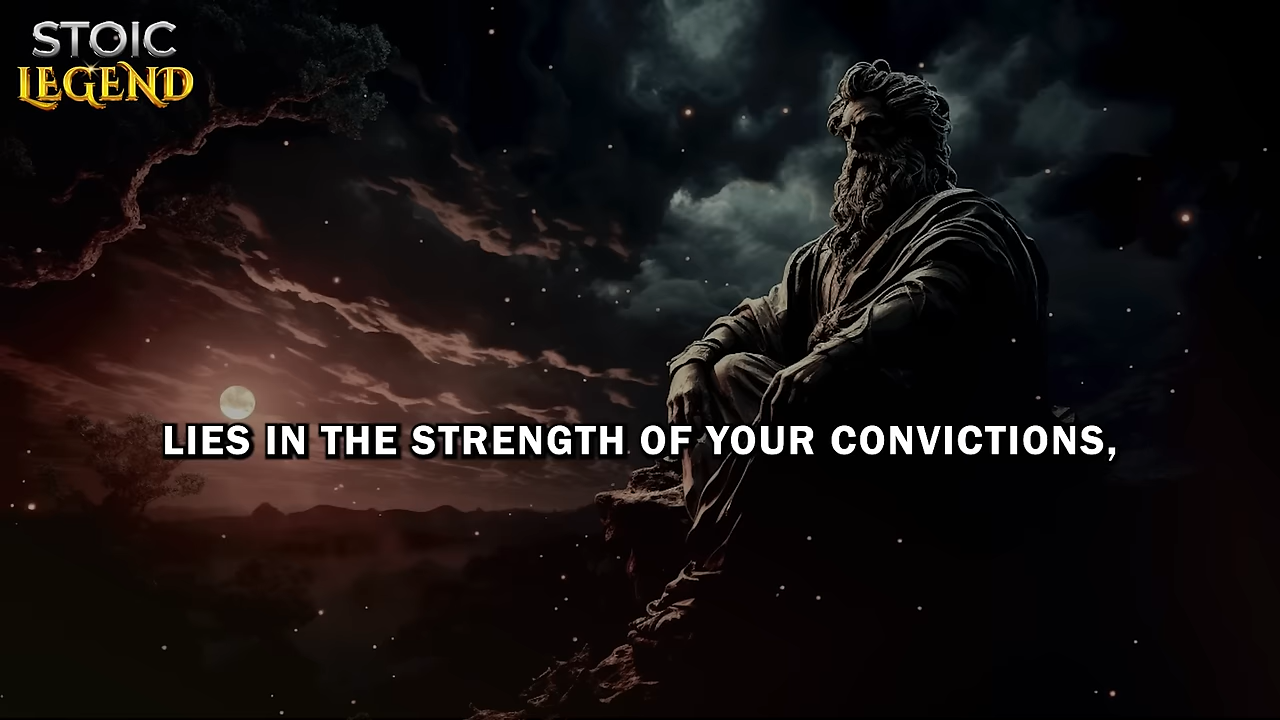 STOIC
LEGEND
LIES IN THE STRENGTH OF YOUR CONVICTIONS,